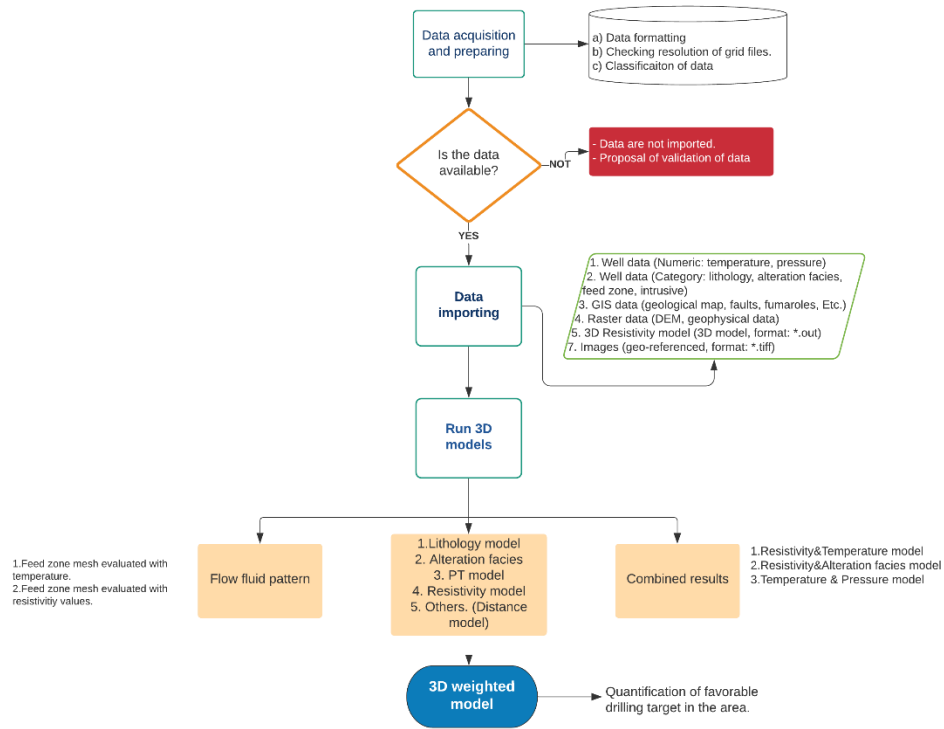 Data acquisition
and preparing
a) Data formatting
b) Checking resolution of grid files.
c) Classificaiton of data
Is the data
available?
NOT
- Data are not imported.
- Proposal of validation of data
YES
Data
importing
1. Well data (Numeric: temperature, pressure)
2. Well data (Category: lithology, alteration facies,
feed zone, intrusive)
3. GIS data (geological map, faults, fumaroles, Etc.)
4. Raster data (DEM, geophysical data)
5. 3D Resistivity model (3D model, format: *.out)
7. Images (geo-referenced, format: *.tiff)
Run 3D
models
1.Feed zone mesh evaluated with
temperature.
2.Feed zone mesh evaluated with
resistivitiy values.
Flow fluid pattern
1.Lithology model
2. Alteration facies
3. PT model
4. Resistivity model
5. Others. (Distance
model)
Combined results
1.Resistivity&Temperature model
2.Resistivity&Alteration facies model
3.Temperature & Pressure model
3D weighted
model
Quantification of favorable
drilling target in the area.